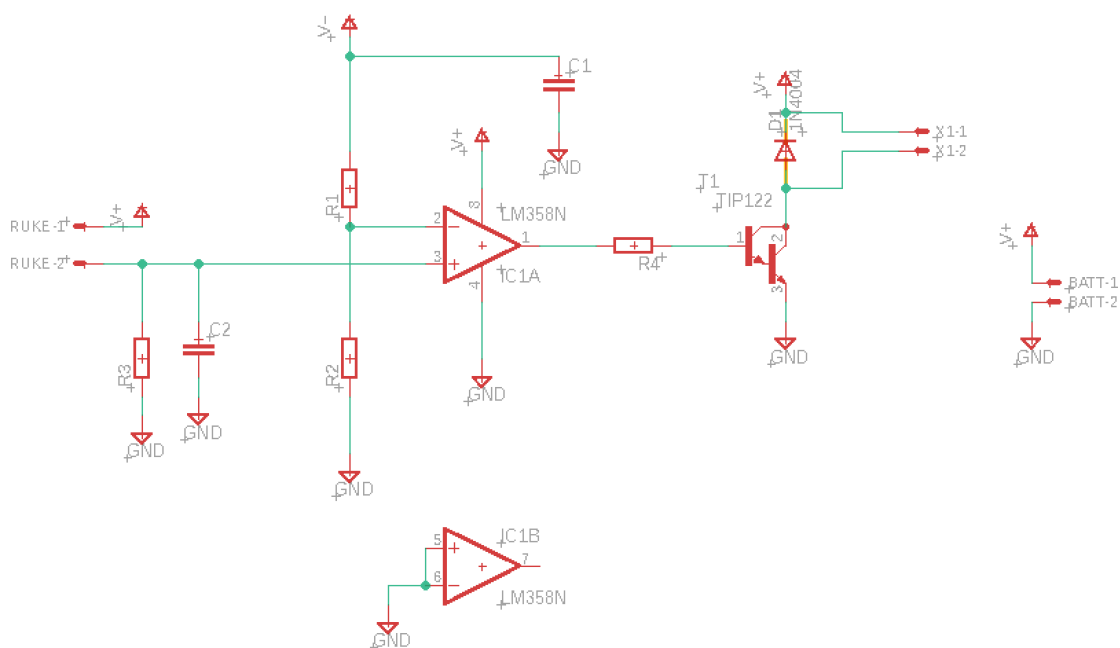 V-
C1
GND
V+
D1
1N4004
X1-1
X1-2
V+
R1
T1
TIP122
RUKE-1
V+
RUKE-2
2
3
8
4
1
LM358N
IC1A
R4
1
2
3
GND
V+
BATT-1
BATT-2
GND
R3
C2
GND
GND
R2
GND
GND
5
6
7
IC1B
LM358N
GND